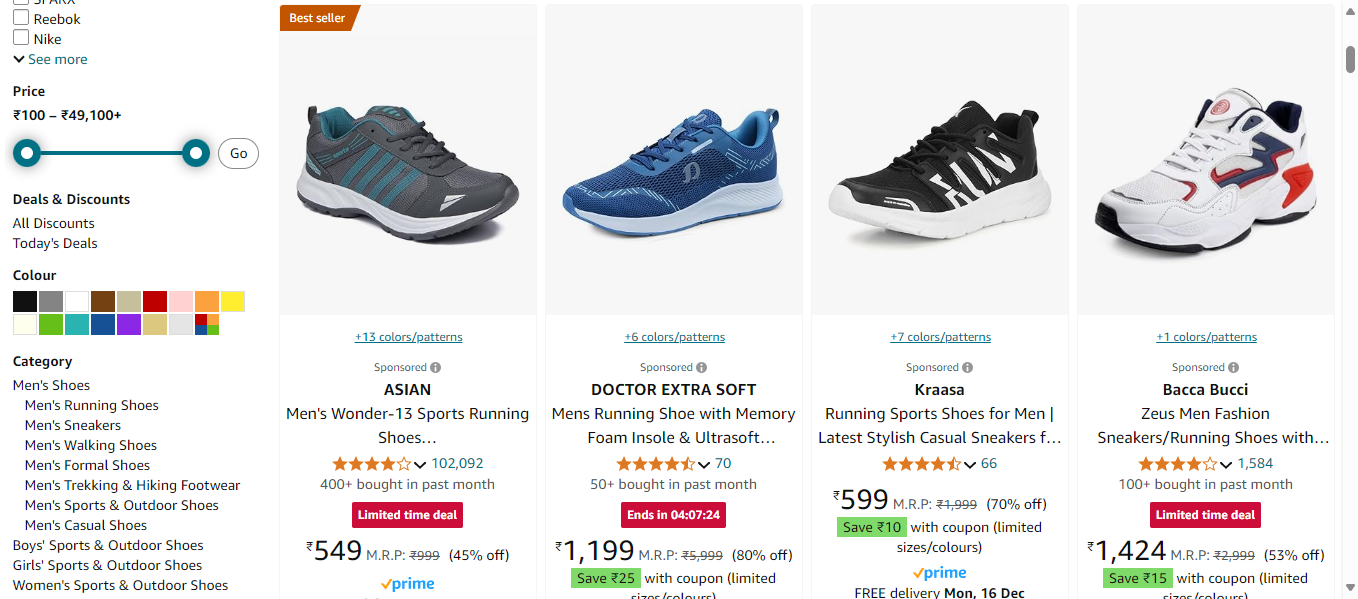 SPARX
Reebok
Nike
See more
Price
₹100 – ₹49,100+
Go
Deals & Discounts
All Discounts
Today's Deals
Colour
Category
Men's Shoes
Men's Running Shoes
Men's Sneakers
Men's Walking Shoes
Men's Formal Shoes
Men's Trekking & Hiking Footwear
Men's Sports & Outdoor Shoes
Men's Casual Shoes
Boys' Sports & Outdoor Shoes
Girls' Sports & Outdoor Shoes
Women's Sports & Outdoor Shoes
Best seller
+13 colors/patterns
Sponsored
ASIAN
Men's Wonder-13 Sports Running
Shoes…
102,092
400+ bought in past month
Limited time deal
₹549 M.R.P: ₹999 (45% off)
prime
+6 colors/patterns
Sponsored
DOCTOR EXTRA SOFT
Mens Running Shoe with Memory
Foam Insole & Ultrasoft…
70
50+ bought in past month
Ends in 04:07:24
₹1,199 M.R.P: ₹5,999 (80% off)
Save ₹25 with coupon (limited
sizes/colours)
+7 colors/patterns
Sponsored
Kraasa
Running Sports Shoes for Men |
Latest Stylish Casual Sneakers f…
66
₹599 M.R.P: ₹1,999 (70% off)
Save ₹10 with coupon (limited
sizes/colours)
prime
FREE delivery Mon, 16 Dec
+1 colors/patterns
Sponsored
Bacca Bucci
Zeus Men Fashion
Sneakers/Running Shoes with…
1,584
100+ bought in past month
Limited time deal
₹1,424 M.R.P: ₹2,999 (53% off)
Save ₹15 with coupon (limited
sizes/colours)